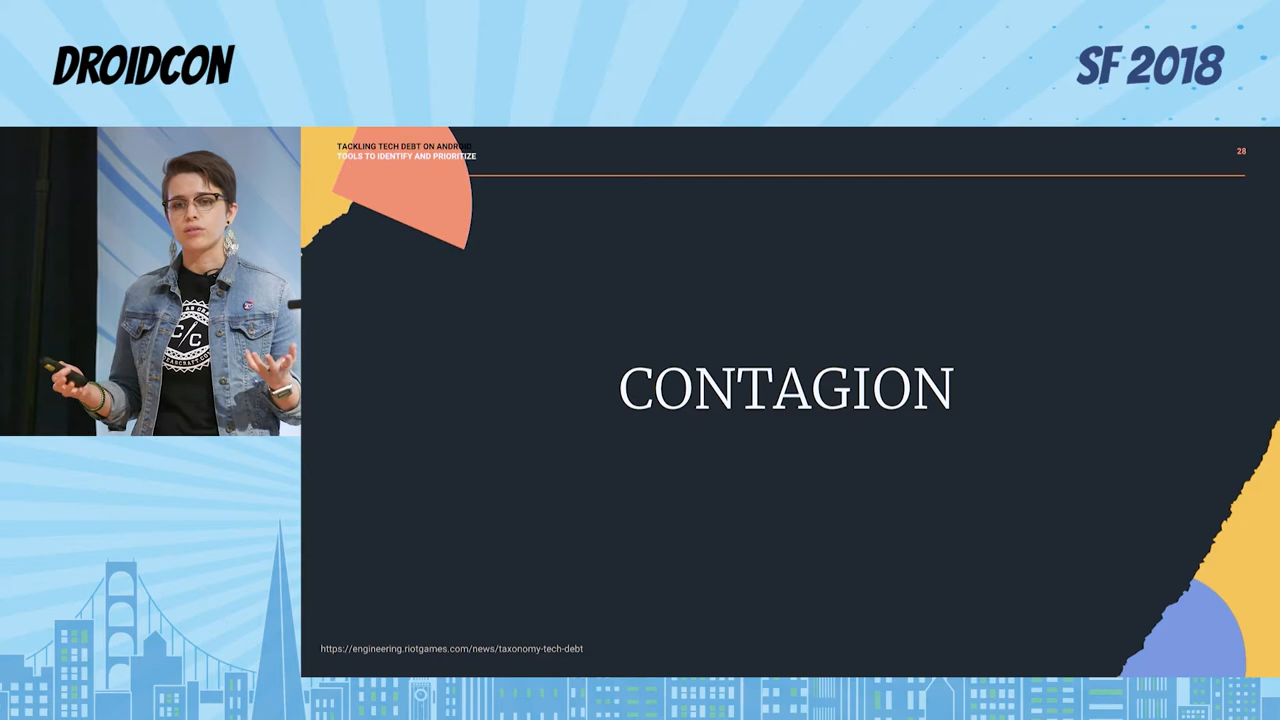 DROIDCON
SF 2018
TACKLING TECH DEBT ON ANDROID
TOOLS TO IDENTIFY AND PRIORITIZE
28
C/C
CONTAGION
https://engineering.riotgames.com/news/taxonomy-tech-debt